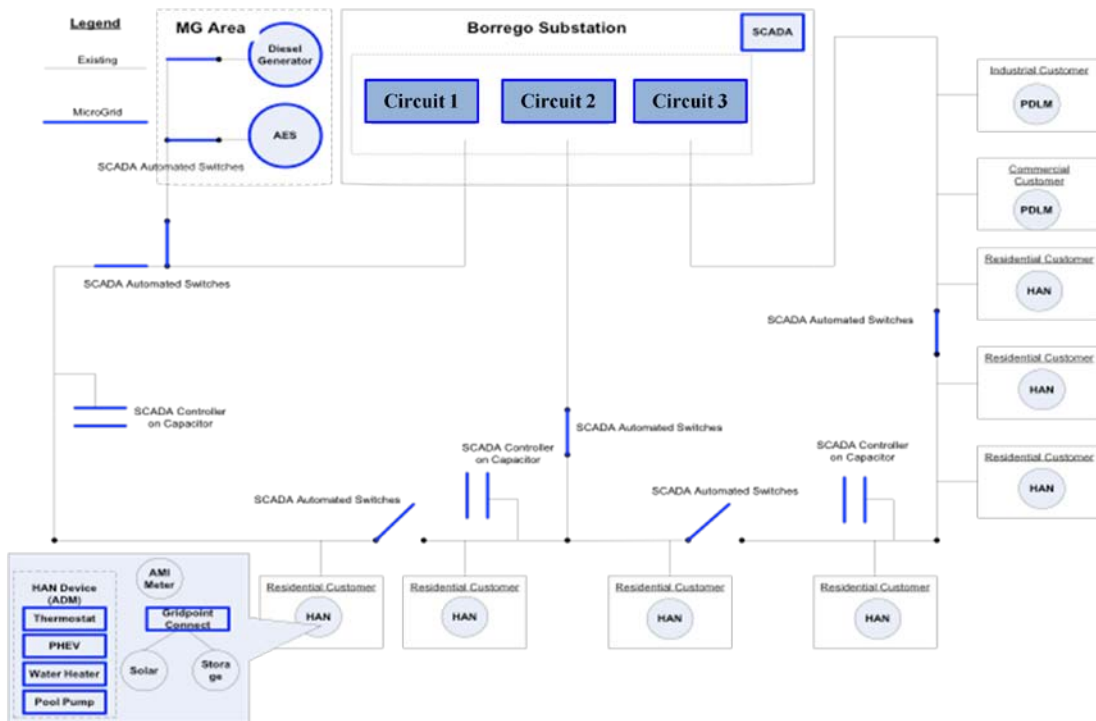 Legend
Existing
MicroGrid
MG Area
Diesel
Generator
AES
SCADA Automated Switches
Borrego Substation
SCADA
Circuit 1
Circuit 2
Circuit 3
Industrial Customer
PDLM
Commercial
Customer
PDLM
Residential Customer
HAN
Residential Customer
HAN
Residential Customer
HAN
SCADA Automated Switches
SCADA Automated Switches
SCADA Controller
on Capacitor
SCADA Automated Switches
SCADA Controller
on Capacitor
SCADA Controller
on Capacitor
SCADA Automated Switches
SCADA Automated Switches
HAN Device
(ADM)
Thermostat
PHEV
Water Heater
Pool Pump
AMI
Meter
Gridpoint
Connect
Solar
Stora
ge
Residential Customer
HAN
Residential Customer
HAN
Residential Customer
HAN
Residential Customer
HAN